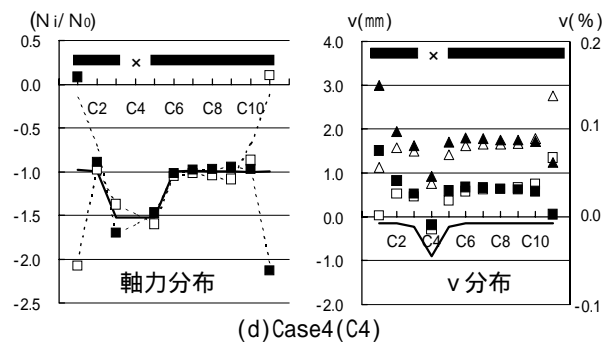 (Ni/N0)
0.5
0.0
-0.5
-1.0
-1.5
-2.0
-2.5
×
C2 C4 C6 C8 C10
軸力分布
v(mm)
4.0
3.0
2.0
1.0
0.0
-1.0
-2.0
×
C2 C4 C6 C8 C10
v 分布
v(%)
0.2
0.1
0.0
-0.1
(d)Case4(C4)